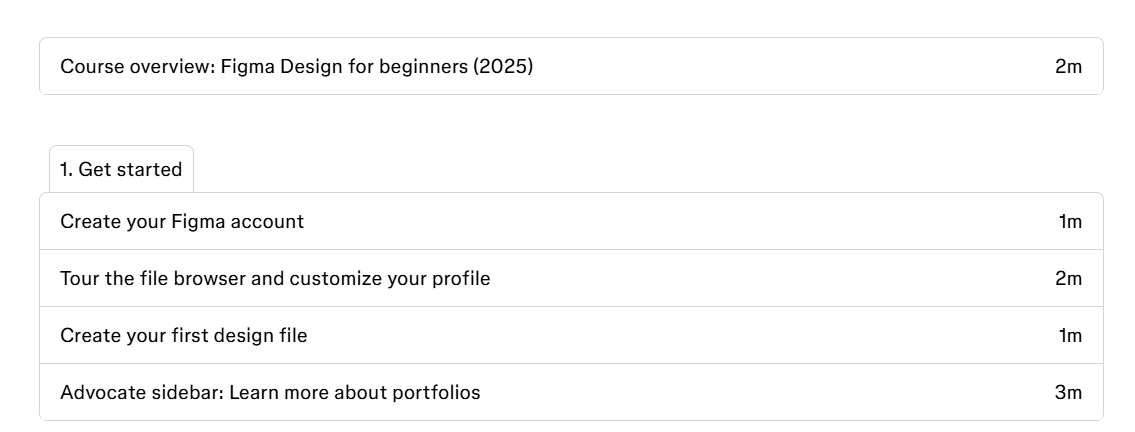 Course overview: Figma Design for beginners (2025) 2m
1. Get started
Create your Figma account 1m
Tour the file browser and customize your profile 2m
Create your first design file 1m
Advocate sidebar: Learn more about portfolios 3m